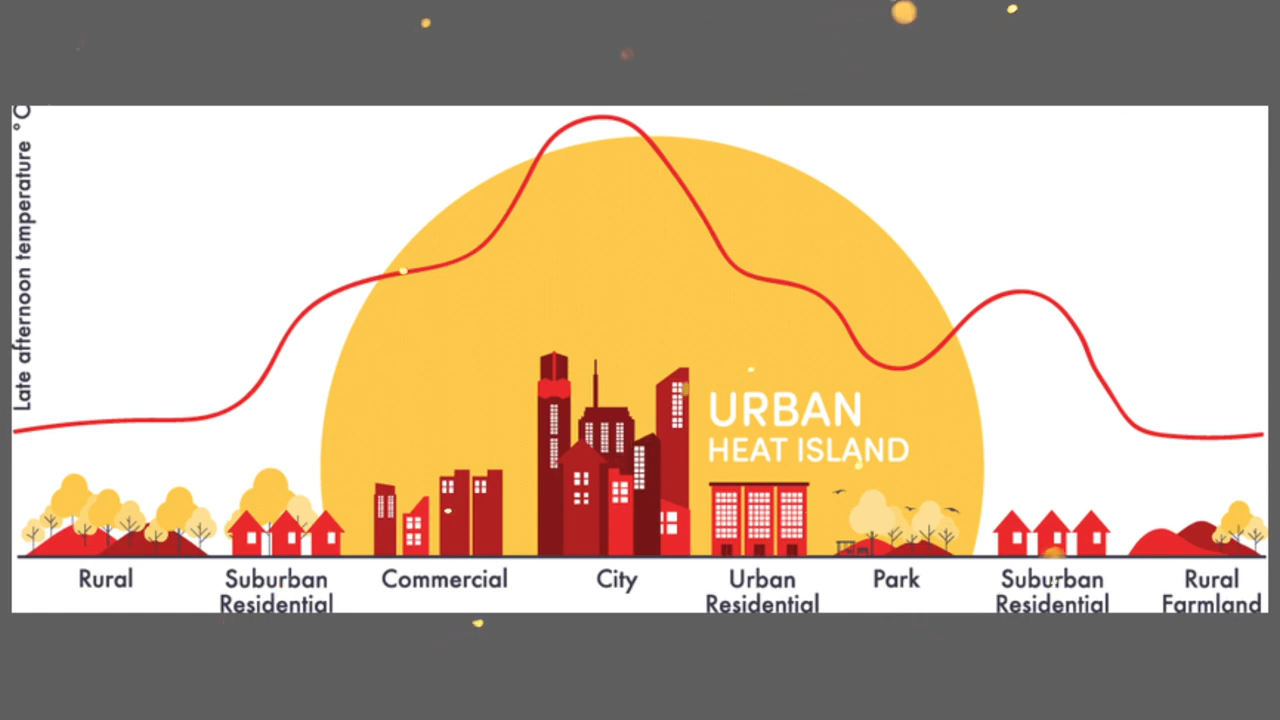 Late afternoon temperature °C
URBAN
HEAT ISLAND
Rural
Suburban
Residential
Commercial
City
Urban
Residential
Park
Suburban
Residential
Rural
Farmland